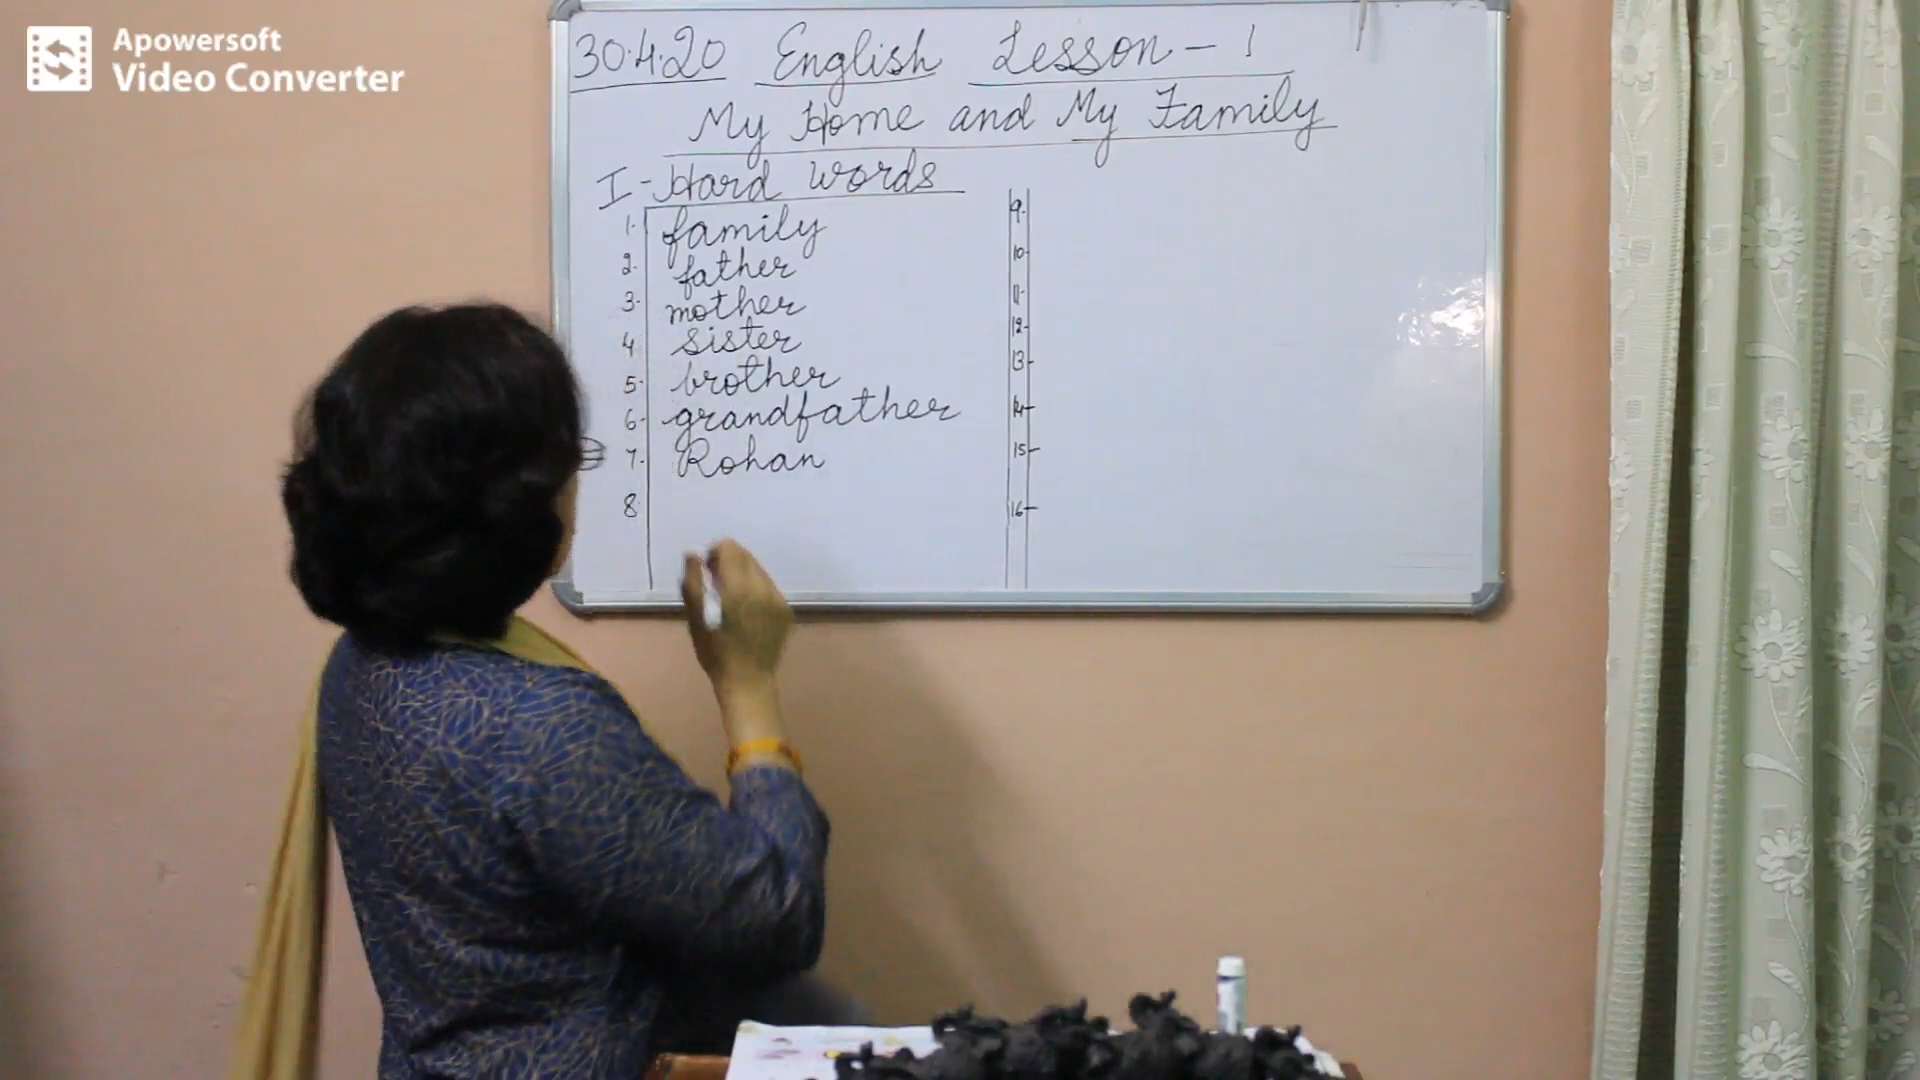 Apowersoft
Video Converter
30.4.20 English Lesson - 1
My Home and My Family
I - Hard words
1. family
2. father
3. mother
4 sister
5. brother
6. grandfather
7. Rohan
8.
9.
10
11
12
13
14
15
16